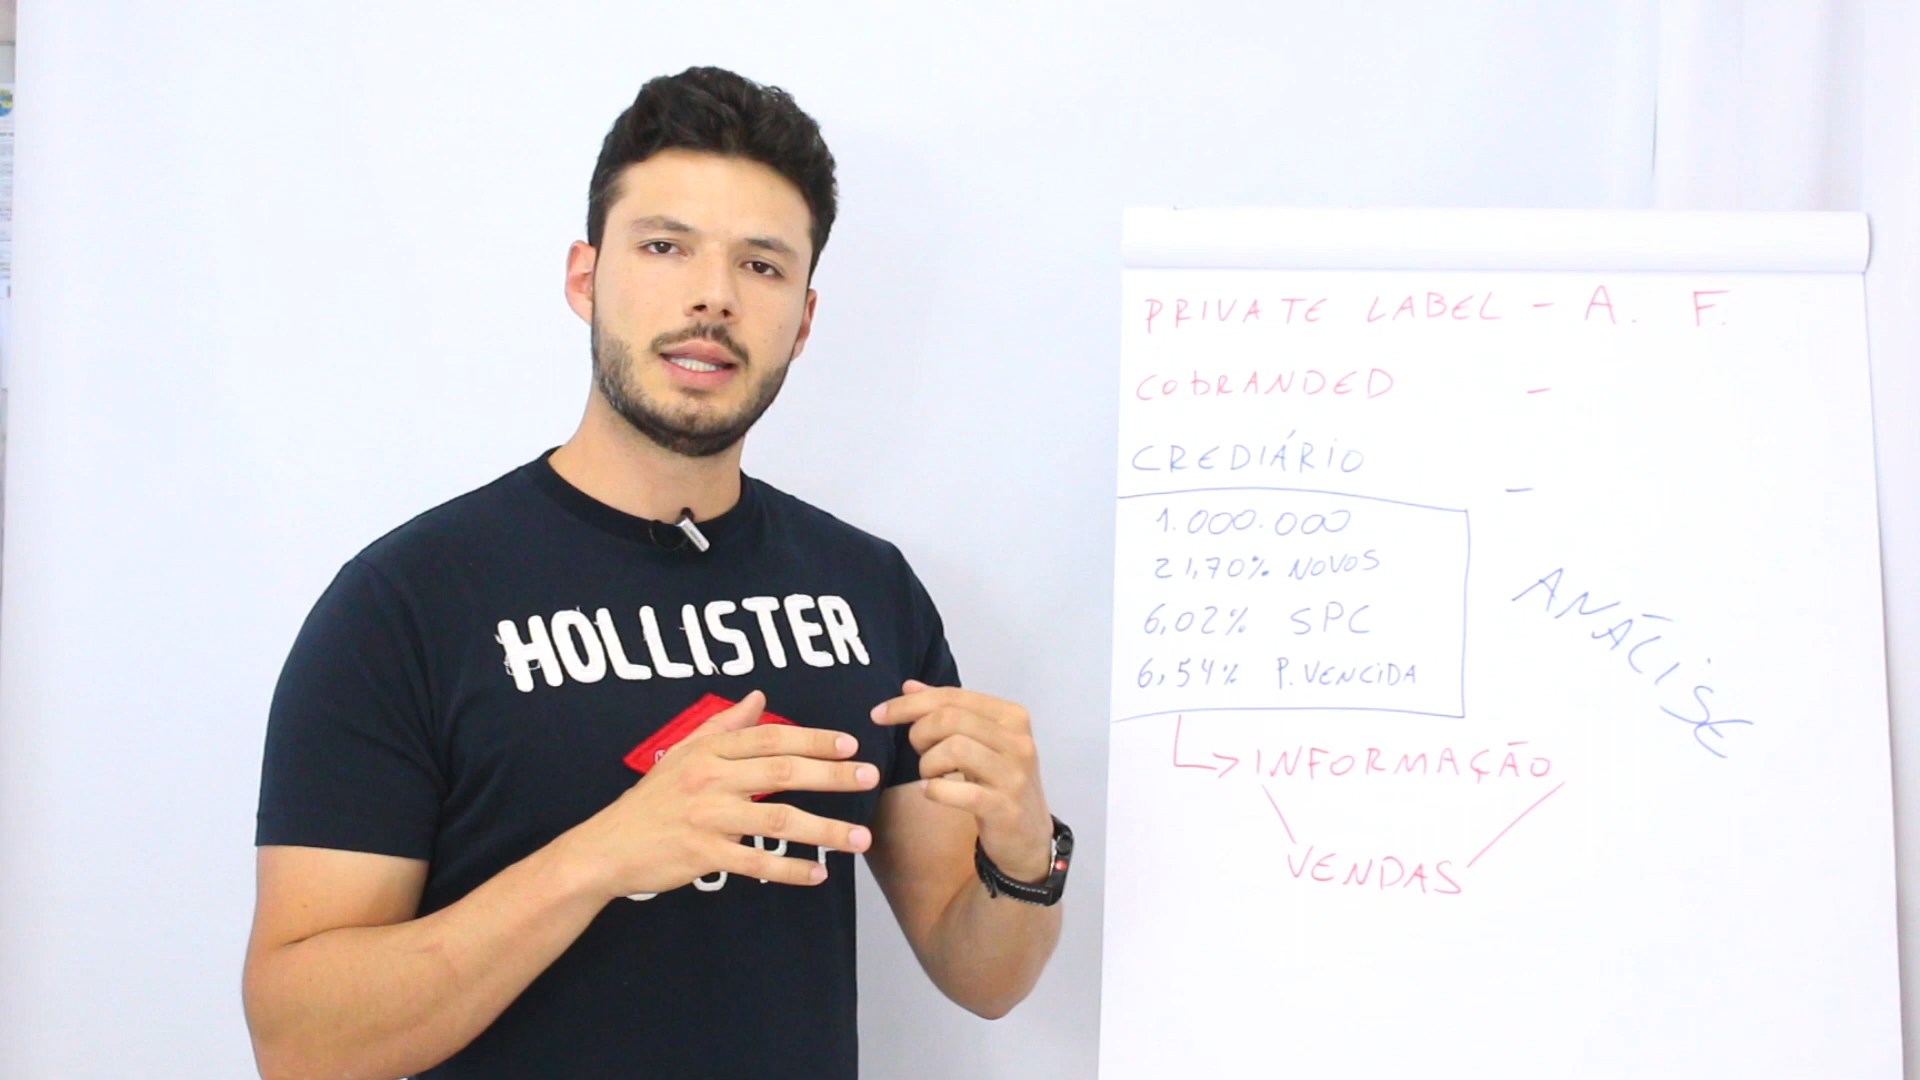 HOLLISTER
PRIVATE LABEL - A. F.
CobRANDED -
CREDIÁRiO -
1.000.000
21,70% NOVOS
6,02% SPC
6,54% P. VENCiDA
ANÁLISE
INFORMAÇÃO
VENDAS